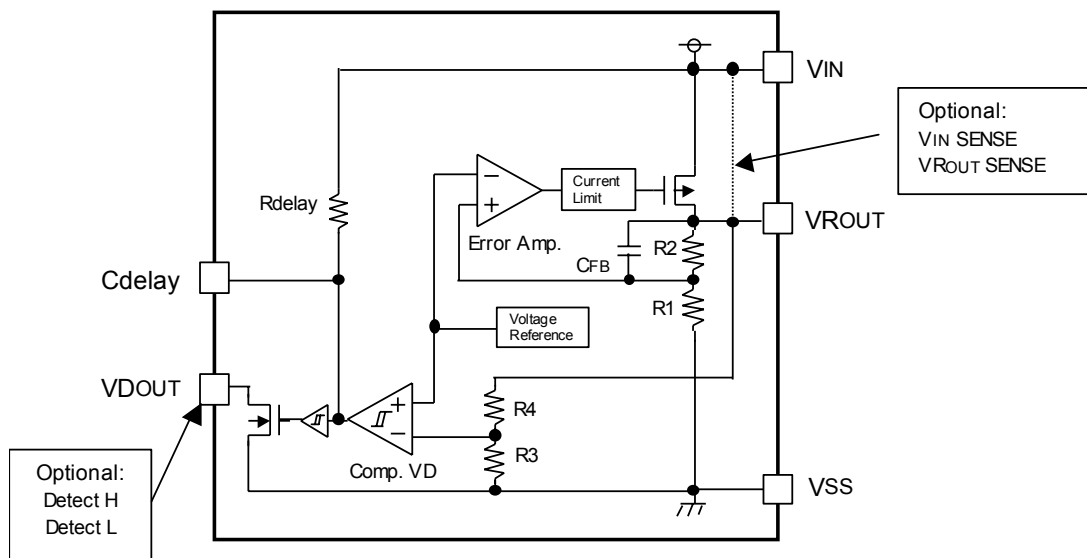 VIN
Optional:
VIN SENSE
VROUT SENSE
Current
Limit
Rdelay
Error Amp.
VROUT
R2
CFB
Cdelay
R1
Voltage
Reference
VDOUT
R4
R3
Comp. VD
Optional:
Detect H
Detect L
VSS